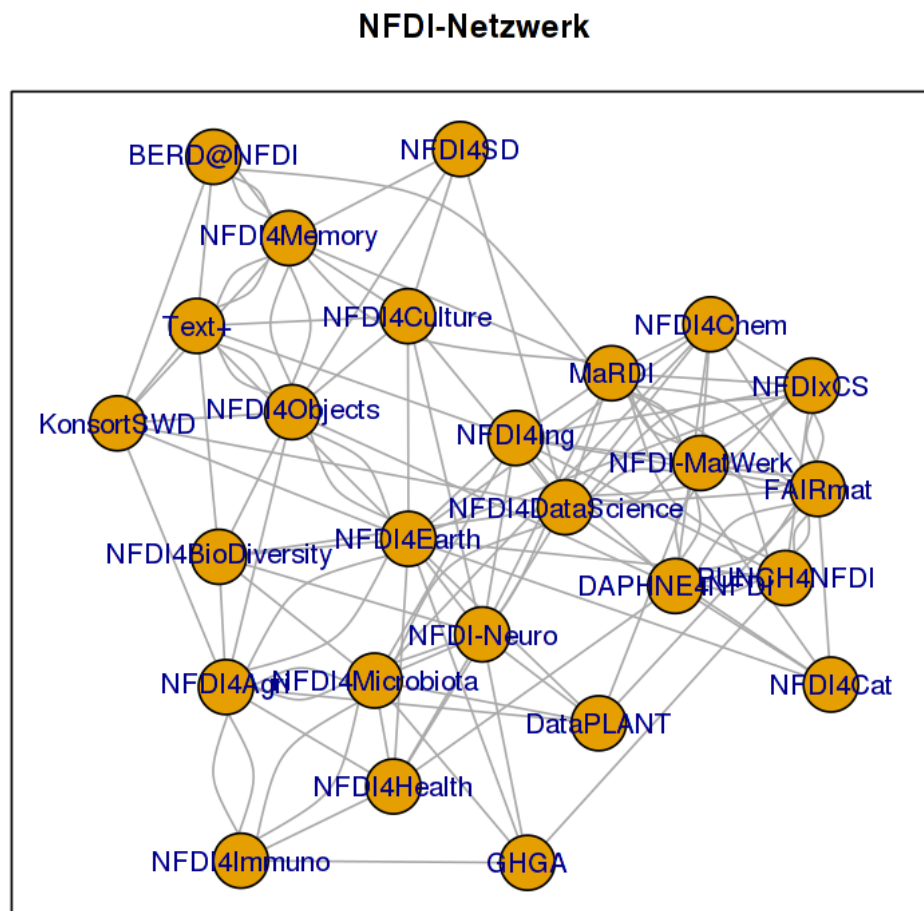 NFDI-Netzwerk
BERD@NFDI
NFDI4SD
NFDI4Memory
Text+
NFDI4Culture
NFDI4Chem
MaRDI
NFDIxCS
KonsortSWD
NFDI4Objects
NFDI4Ing
NFDI-MatWerk
FAIRmat
NFDI4DataScience
NFDI4BioDiversity
NFDI4Earth
DAPHNE4NFDI
PUNCH4NFDI
NFDI-Neuro
NFDI4Agri
NFDI4Microbiota
NFDI4Cat
DataPLANT
NFDI4Health
NFDI4Immuno
GHGA